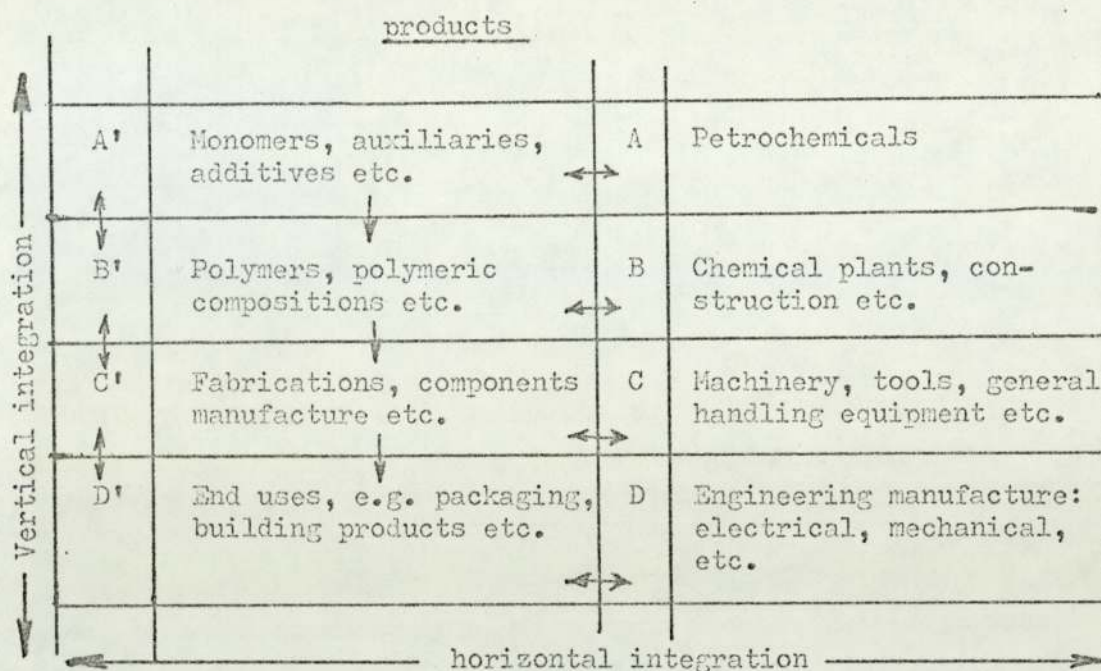 products
A' Monomers, auxiliaries, A Petrochemicals
additives etc.
B' Polymers, polymeric B Chemical plants, con-
compositions etc. struction etc.
C' Fabrications, components C Machinery, tools, general
manufacture etc. handling equipment etc.
D' End uses, e.g. packaging, D Engineering manufacture:
building products etc. electrical, mechanical,
etc.
Vertical integration
horizontal integration